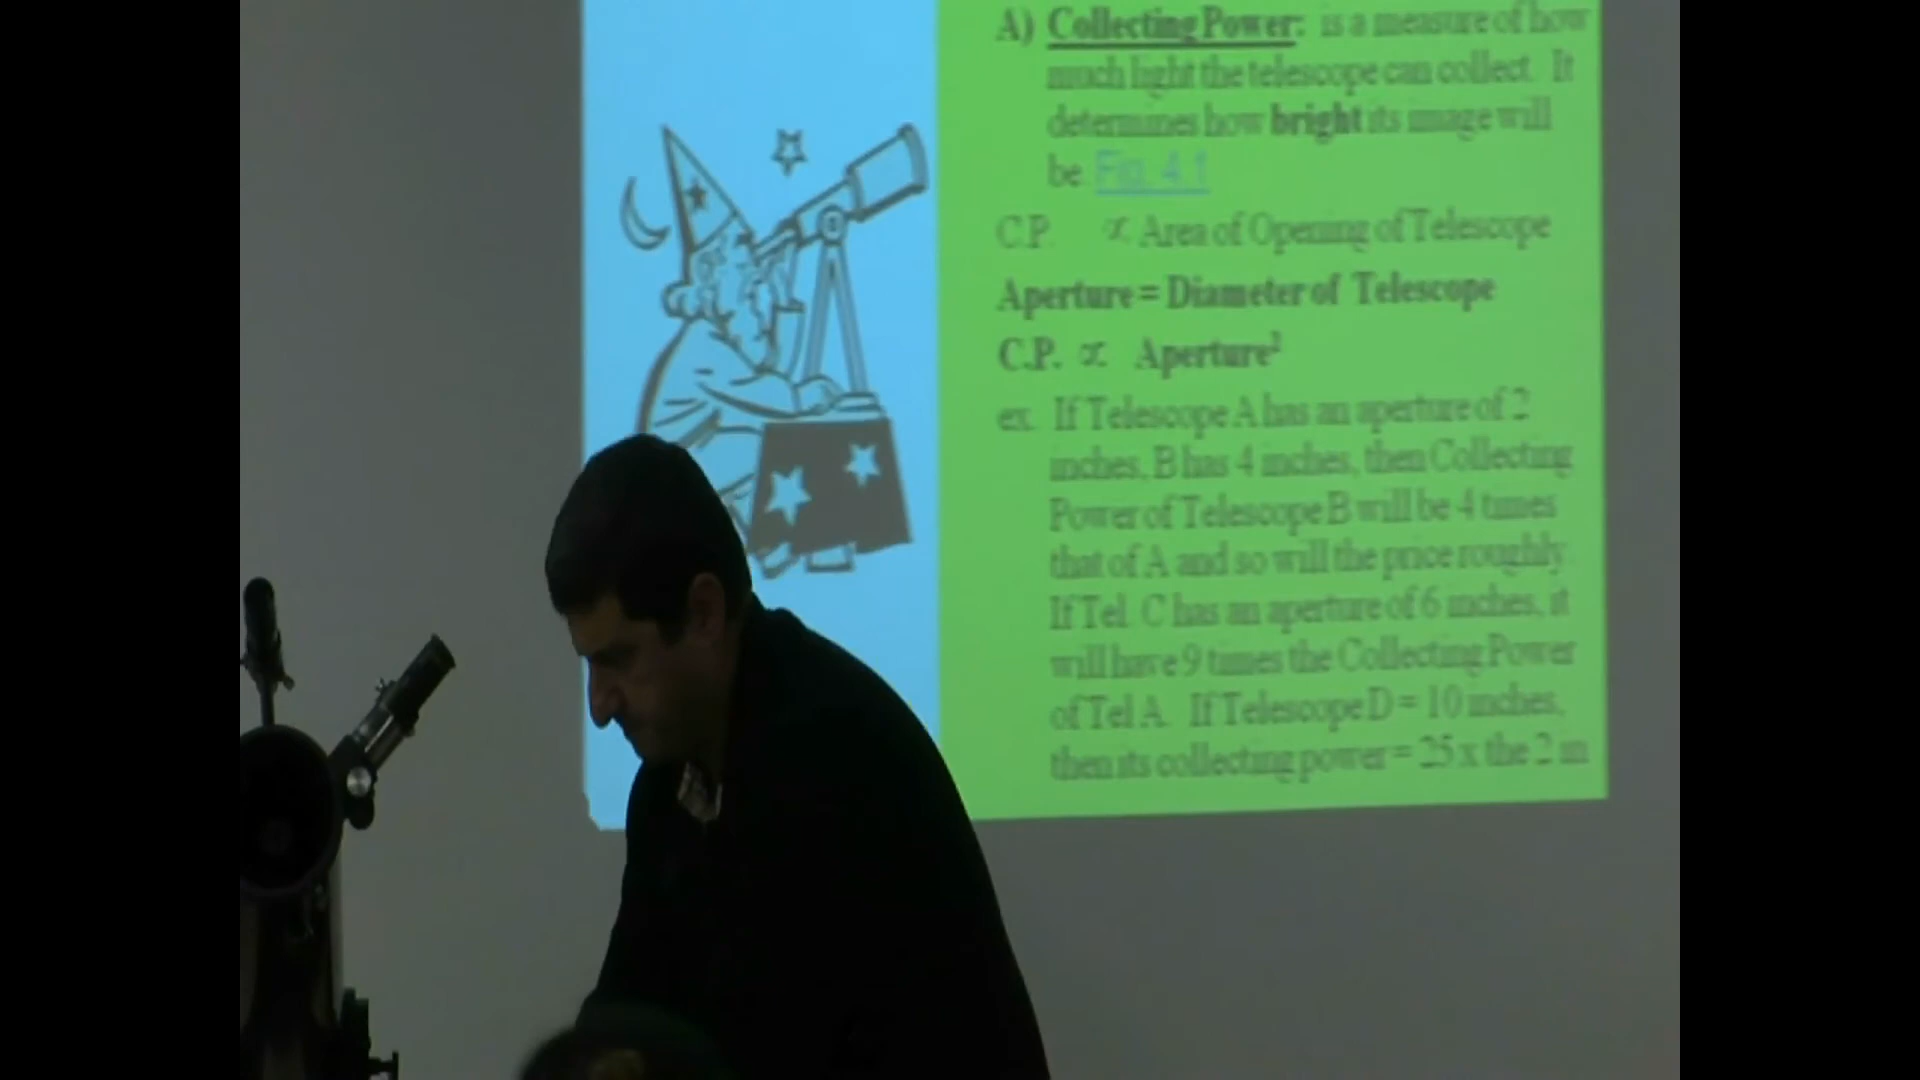 A) Collecting Power: is a measure of how
much light the telescope can collect. It
determines how bright its image will
be. Fig. 4.1
C.P. ∝ Area of Opening of Telescope
Aperture = Diameter of Telescope
C.P. ∝ Aperture²
ex. If Telescope A has an aperture of 2
inches, B has 4 inches, then Collecting
Power of Telescope B will be 4 times
that of A and so will the price roughly.
If Tel. C has an aperture of 6 inches, it
will have 9 times the Collecting Power
of Tel A. If Telescope D = 10 inches,
then its collecting power = 25 x the 2 in